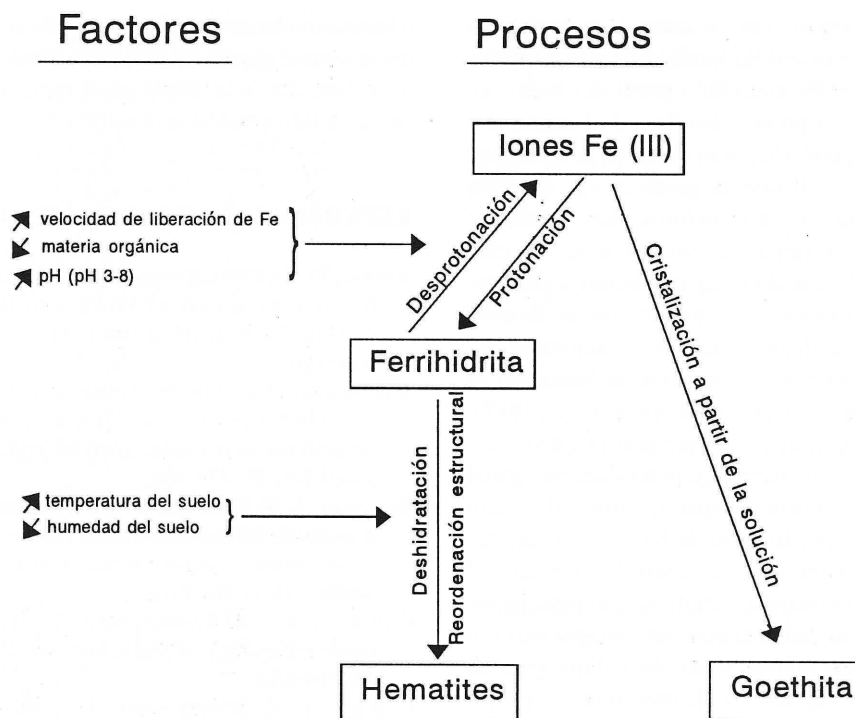 Factores
Procesos
Iones Fe (III)
velocidad de liberación de Fe
materia orgánica
pH (pH 3-8)
Desprotonación
Protonación
Cristalización a partir de la solución
Ferrihidrita
temperatura del suelo
humedad del suelo
Deshidratación
Reordenación estructural
Hematites
Goethita